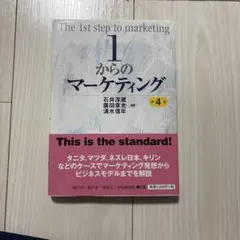 The 1st step to marketing
1
からの
マーケティング
第4版
石井淳蔵
廣田章光
清水信年
編著
This is the standard!
タニタ、マツダ、ネスレ日本、キリン
などのケースでマーケティング発想から
ビジネスモデルまでを解説